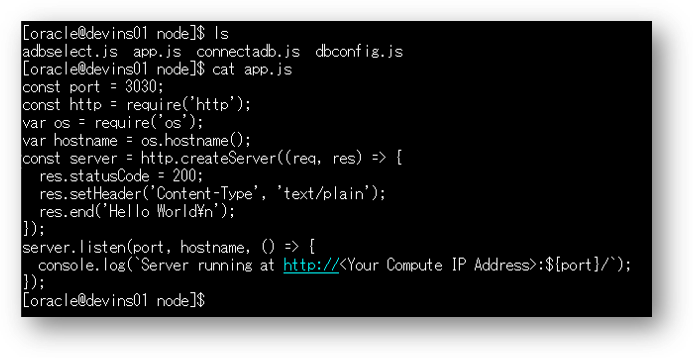 [oracle@devins01 node]$ ls
adbselect.js  app.js  connectadb.js  dbconfig.js
[oracle@devins01 node]$ cat app.js
const port = 3030;
const http = require('http');
var os = require('os');
var hostname = os.hostname();
const server = http.createServer((req, res) => {
  res.statusCode = 200;
  res.setHeader('Content-Type', 'text/plain');
  res.end('Hello World¥n');
});
server.listen(port, hostname, () => {
  console.log(`Server running at http://<Your Compute IP Address>:${port}/`);
});
[oracle@devins01 node]$